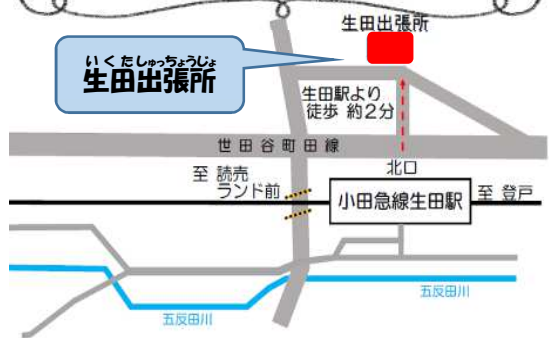 生田出張所
いくたしゅっちょうじょ
生田出張所
生田駅より
徒歩 約2分
世田谷町田線
北口
至 読売
ランド前
小田急線生田駅
至 登戸
五反田川
五反田川